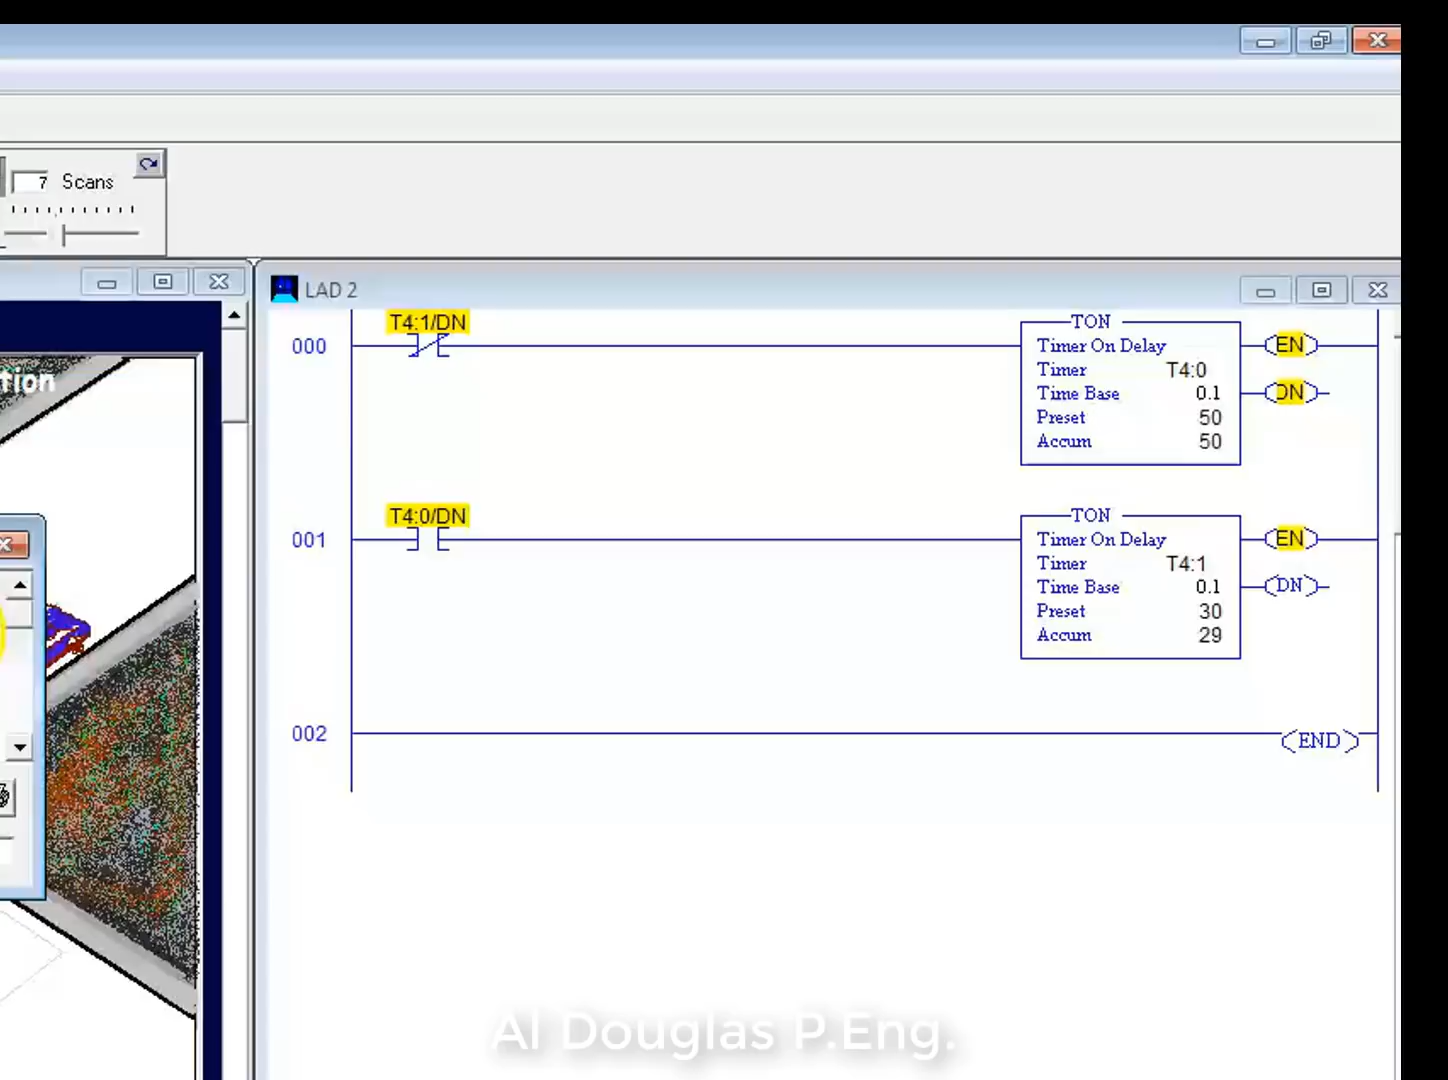 7 Scans
LAD 2
tion
000
T4:1/DN
TON
Timer On Delay
Timer T4:0
Time Base 0.1
Preset 50
Accum 50
EN
DN
001
T4:0/DN
TON
Timer On Delay
Timer T4:1
Time Base 0.1
Preset 30
Accum 29
EN
DN
002
END
Al Douglas P.Eng.